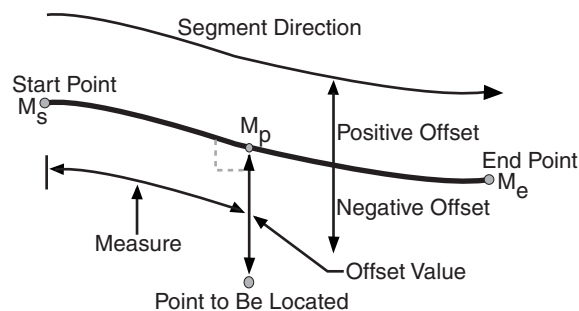 Segment Direction
Start Point
Ms
Mp
Positive Offset
End Point
Me
Negative Offset
Measure
Offset Value
Point to Be Located